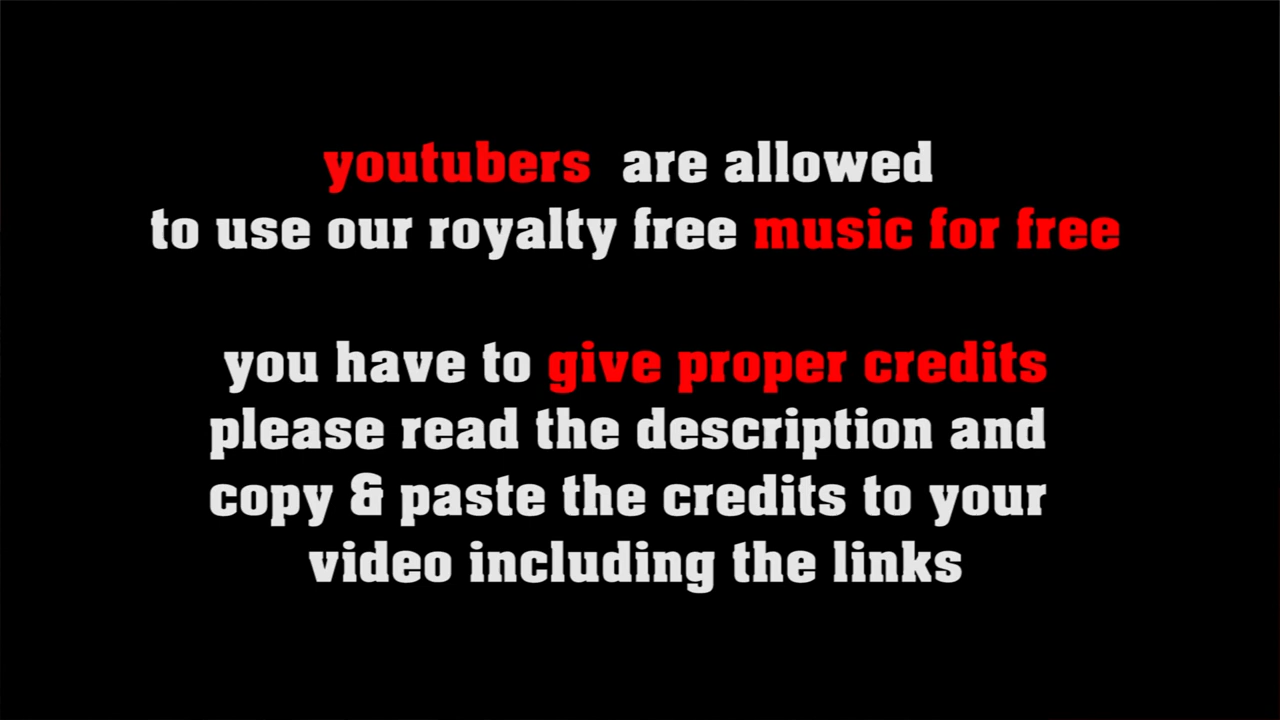 youtubers are allowed
to use our royalty free music for free
you have to give proper credits
please read the description and
copy & paste the credits to your
video including the links